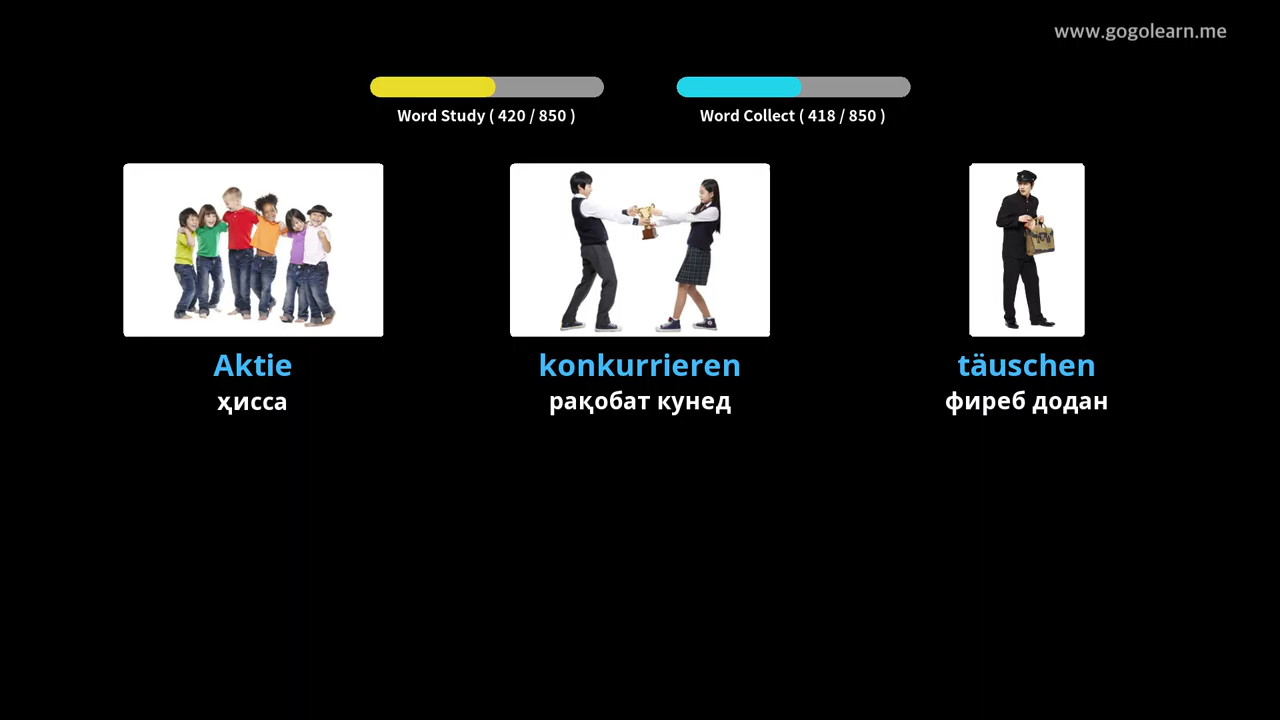 www.gogolearn.me
Word Study ( 420 / 850 )
Word Collect ( 418 / 850 )
Aktie
ҳисса
konkurrieren
рақобат кунед
täuschen
фиреб додан